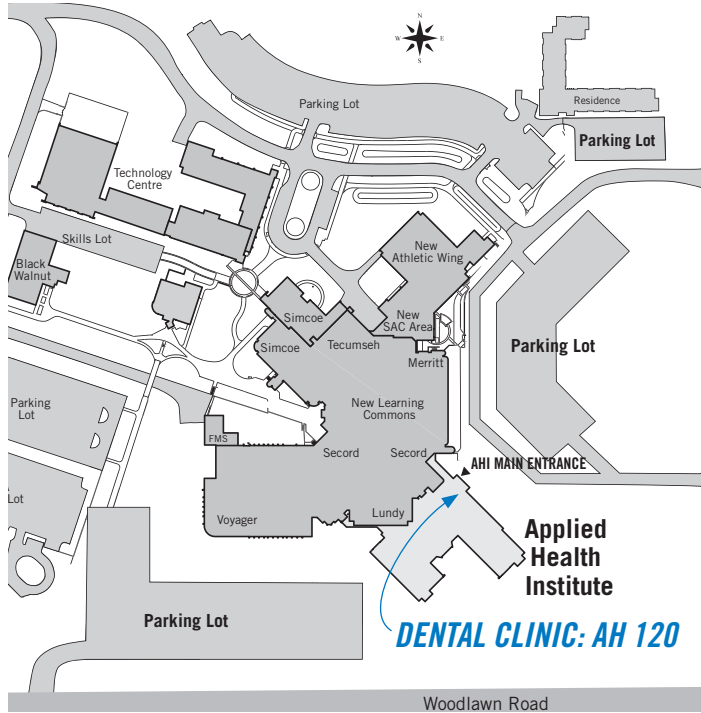 N
W E
S
Parking Lot
Residence
Parking Lot
Technology
Centre
Skills Lot
Black
Walnut
New
Athletic Wing
New
SAC Area
Simcoe
Simcoe
Tecumseh
Merritt
Parking Lot
Parking
Lot
New Learning
Commons
FMS
Secord
Secord
AHI MAIN ENTRANCE
Lot
Voyager
Lundy
Applied
Health
Institute
Parking Lot
DENTAL CLINIC: AH 120
Woodlawn Road